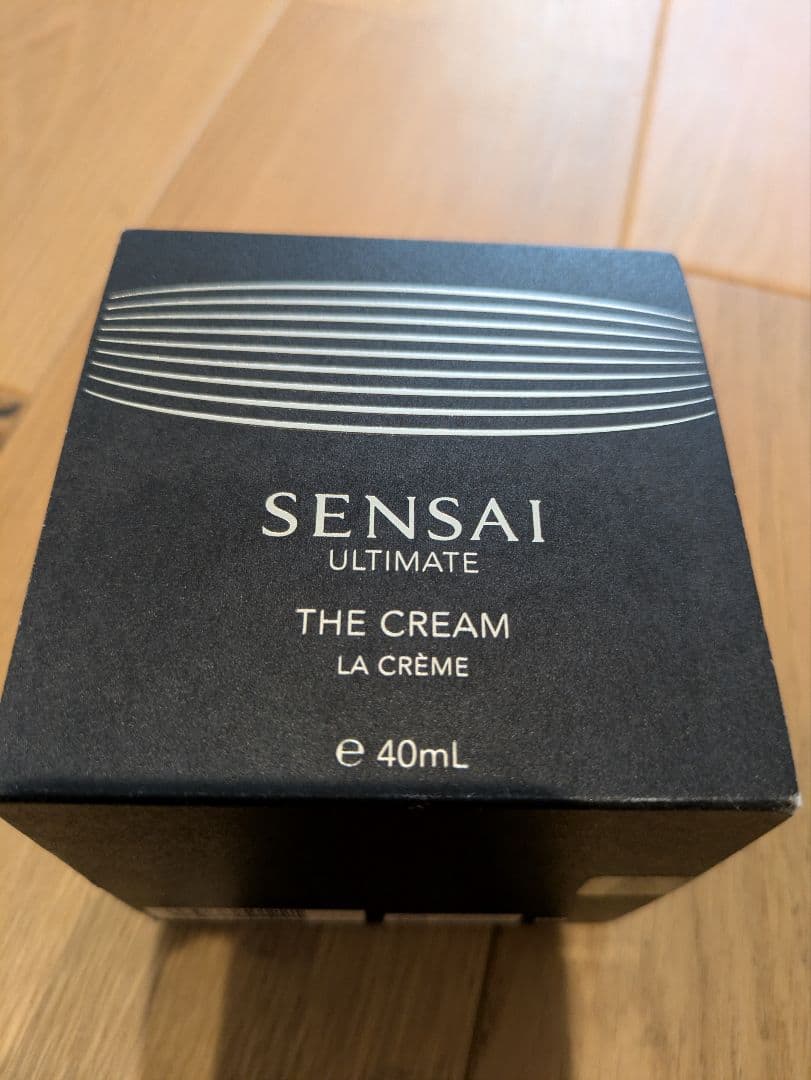 SENSAI
ULTIMATE
THE CREAM
LA CRÈME
℮ 40mL